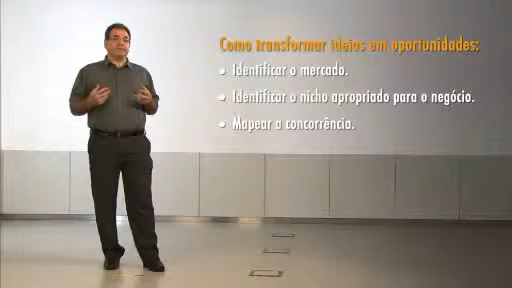 Como transformar ideias em oportunidades:
• Identificar o mercado.
• Identificar o nicho apropriado para o negócio.
• Mapear a concorrência.